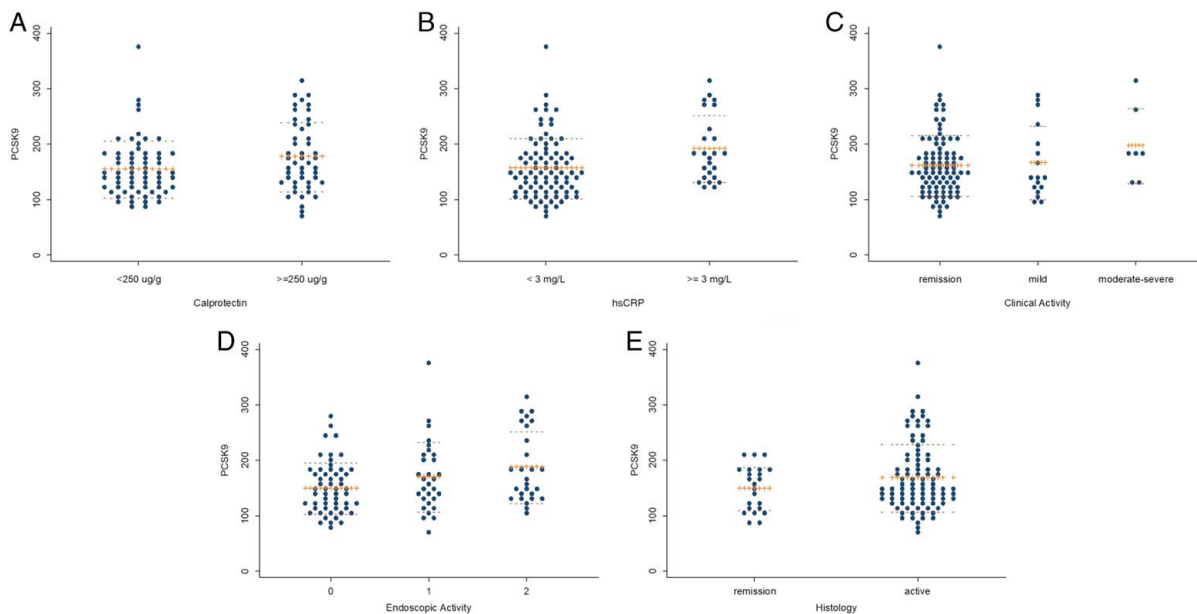 A
400
300
200
100
0
PCSK9
<250 ug/g
>=250 ug/g
Calprotectin
B
400
300
200
100
0
PCSK9
< 3 mg/L
>= 3 mg/L
hsCRP
C
400
300
200
100
0
PCSK9
remission
mild
moderate-severe
Clinical Activity
D
400
300
200
100
0
PCSK9
0
1
2
Endoscopic Activity
E
400
300
200
100
0
PCSK9
remission
active
Histology